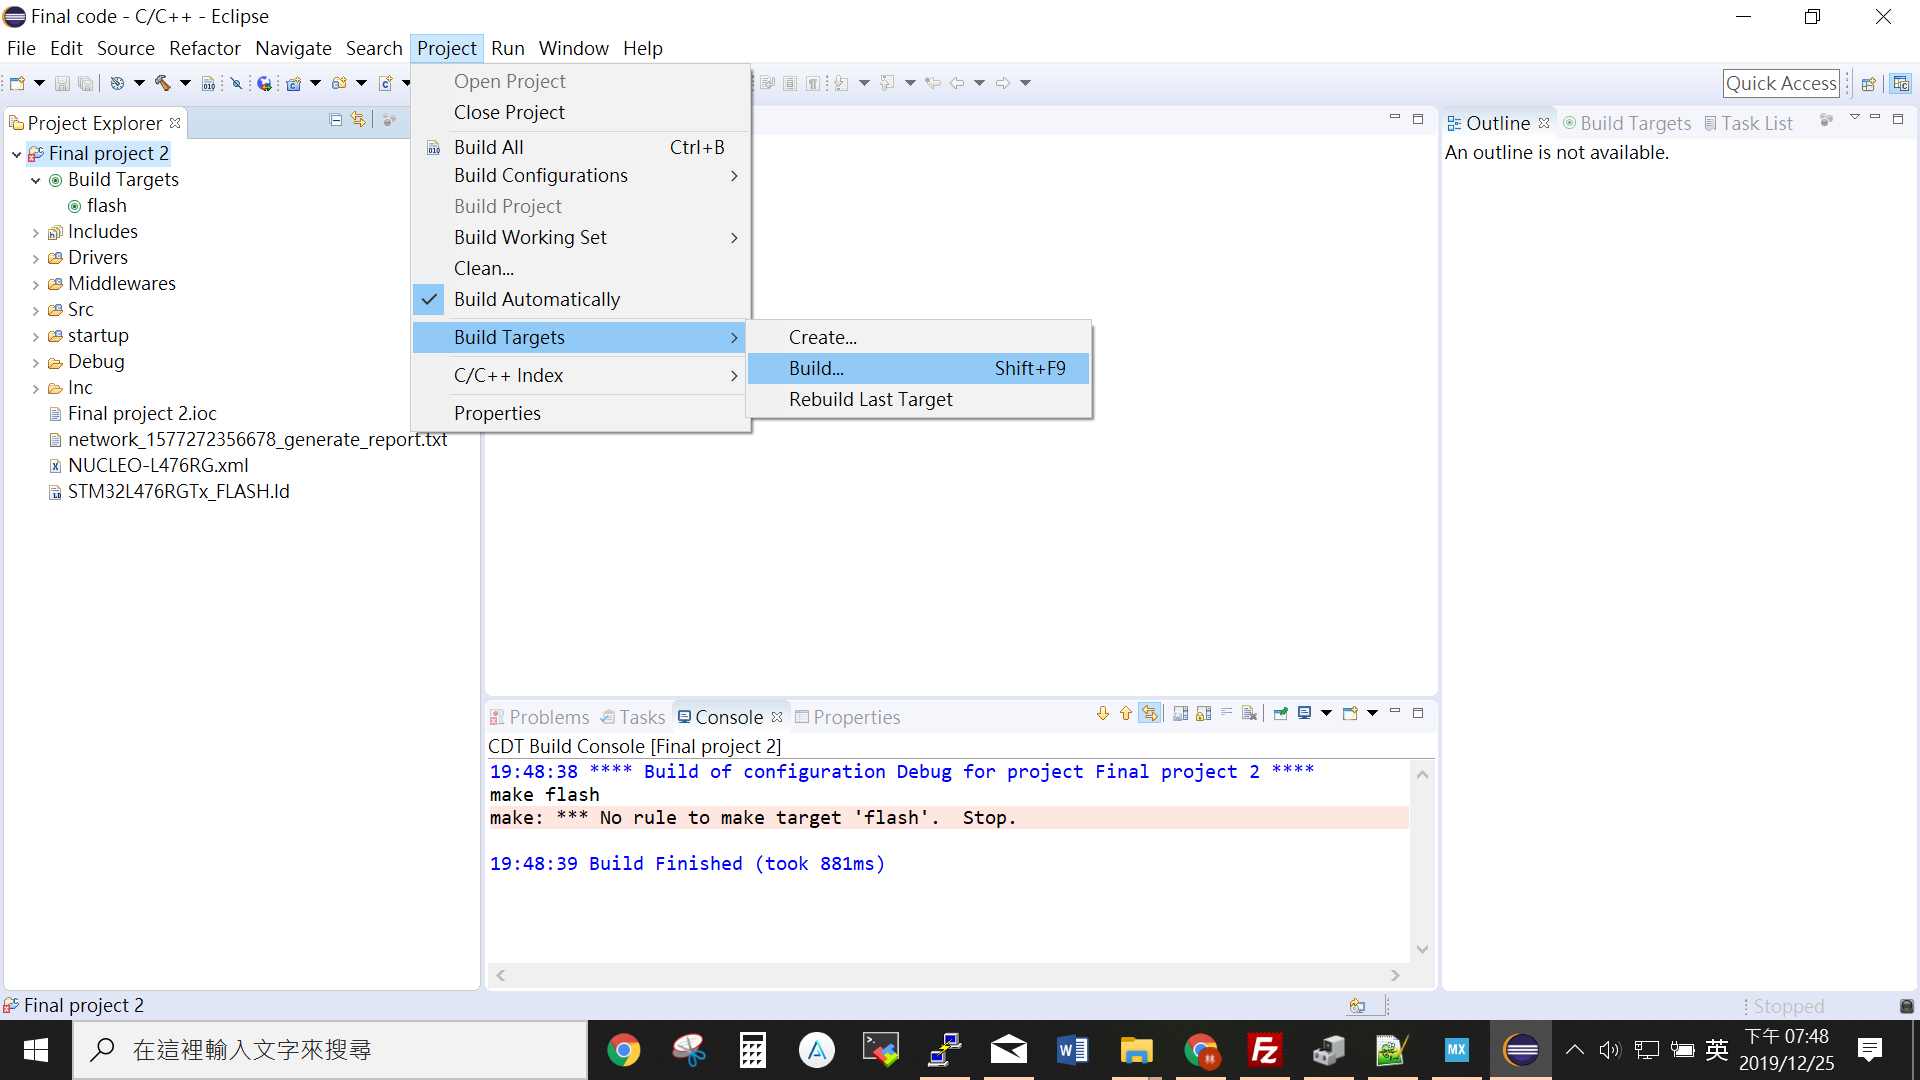 Final code - C/C++ - Eclipse
File Edit Source Refactor Navigate Search Project Run Window Help
Quick Access
Project Explorer
Final project 2
Build Targets
flash
Includes
Drivers
Middlewares
Src
startup
Debug
Inc
Final project 2.ioc
network_1577272356678_generate_report.txt
NUCLEO-L476RG.xml
STM32L476RGTx_FLASH.ld
Open Project
Close Project
Build All Ctrl+B
Build Configurations
Build Project
Build Working Set
Clean...
Build Automatically
Build Targets
C/C++ Index
Properties
Create...
Build... Shift+F9
Rebuild Last Target
Outline Build Targets Task List
An outline is not available.
Problems Tasks Console Properties
CDT Build Console [Final project 2]
19:48:38 **** Build of configuration Debug for project Final project 2 ****
make flash
make: *** No rule to make target 'flash'.  Stop.
19:48:39 Build Finished (took 881ms)
Final project 2
Stopped
在這裡輸入文字來搜尋
MX
英
下午 07:48
2019/12/25